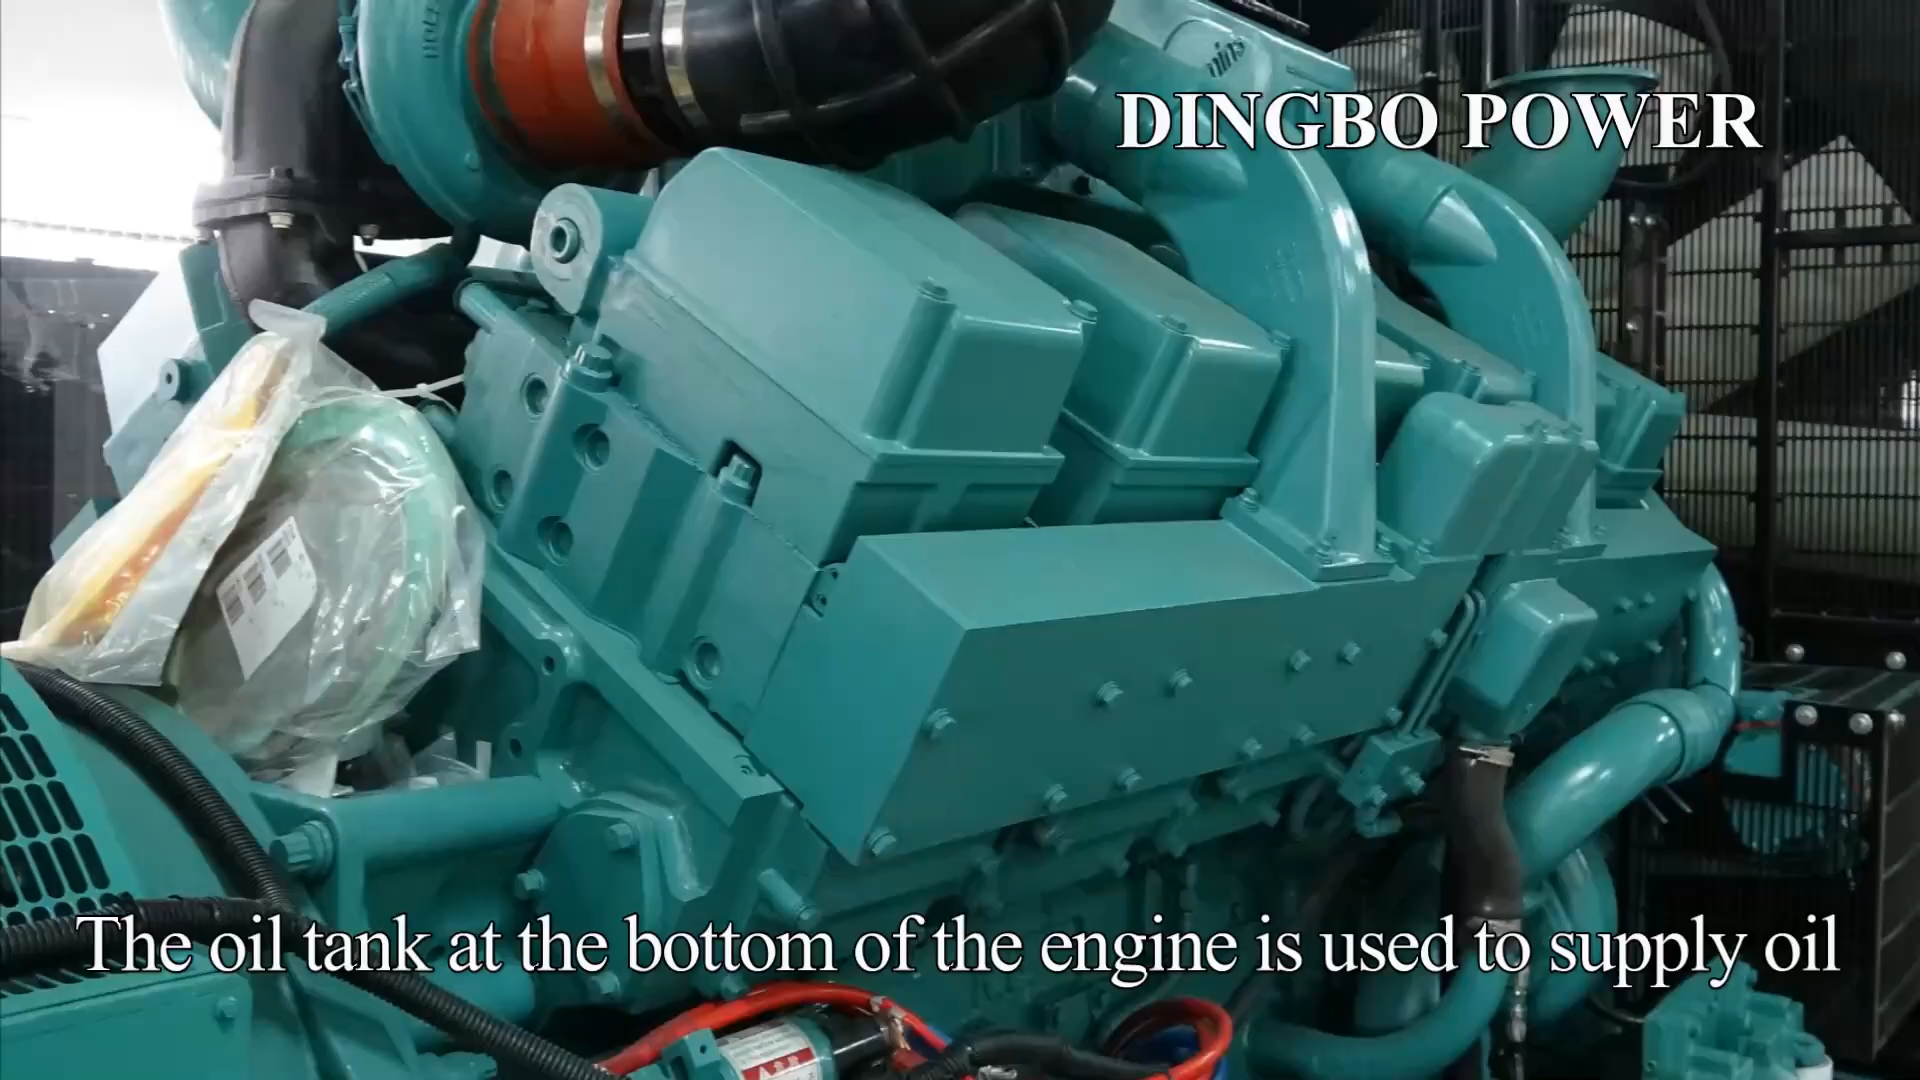 DINGBO POWER
The oil tank at the bottom of the engine is used to supply oil